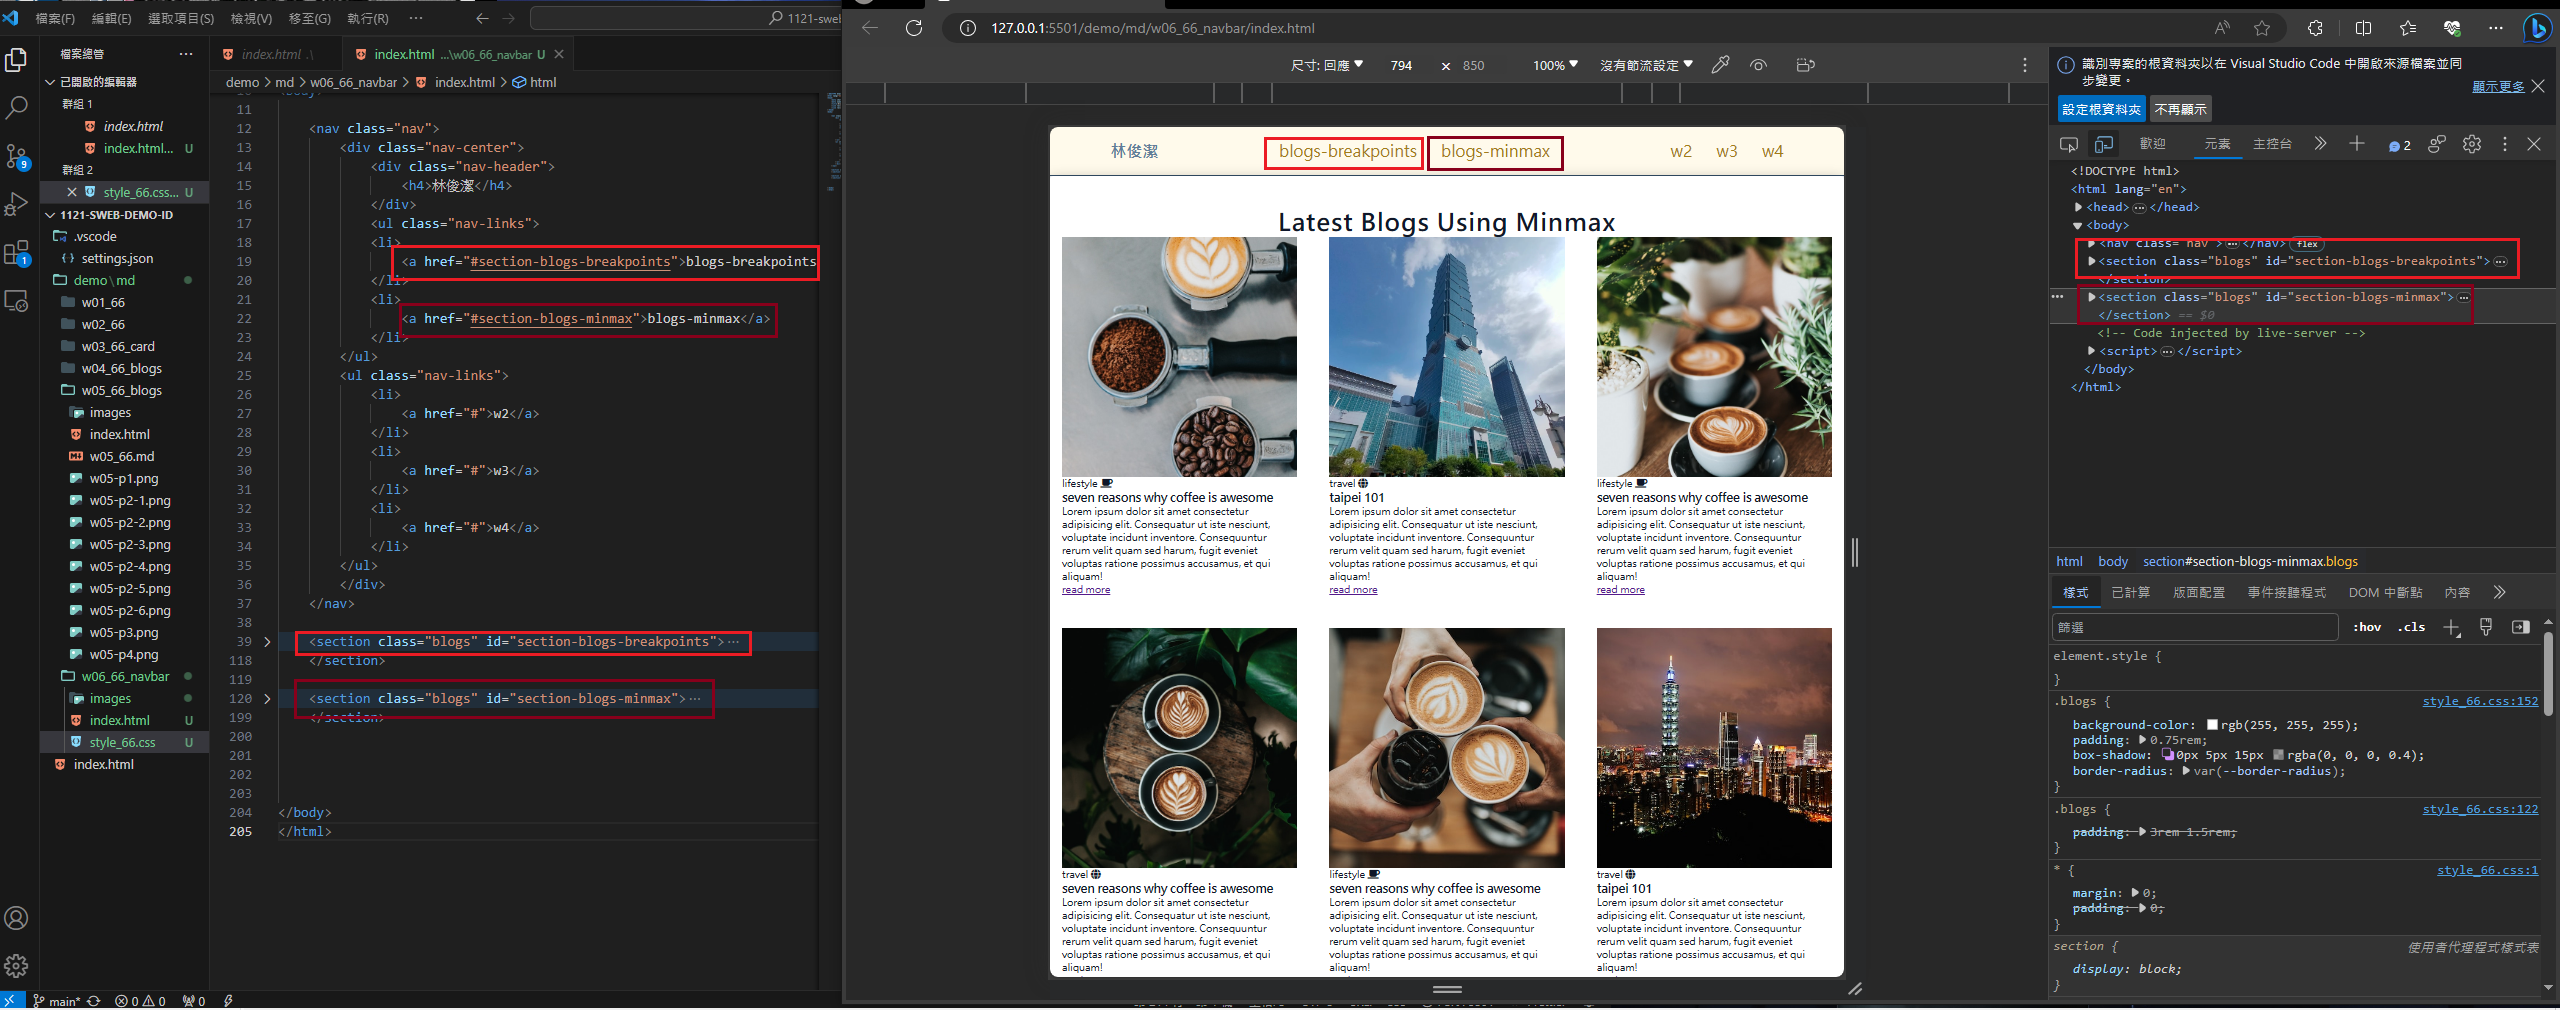 檔案(F) 編輯(E) 選取項目(S) 檢視(V) 移至(G) 執行(R) ··· 1121-sweb
檔案總管 ···
已開啟的編輯器
群組 1
index.html
index.html... U
群組 2
style_66.css... U
1121-SWEB-DEMO-ID
.vscode
settings.json
demo\md
w01_66
w02_66
w03_66_card
w04_66_blogs
w05_66_blogs
images
index.html
w05_66.md
w05-p1.png
w05-p2-1.png
w05-p2-2.png
w05-p2-3.png
w05-p2-4.png
w05-p2-5.png
w05-p2-6.png
w05-p3.png
w05-p4.png
w06_66_navbar
images
index.html U
style_66.css U
index.html
9
1
main* 0 0 0
index.html .\ index.html ...\w06_66_navbar U
demo > md > w06_66_navbar > index.html > html
11
12 <nav class="nav">
13 <div class="nav-center">
14 <div class="nav-header">
15 <h4>林俊潔</h4>
16 </div>
17 <ul class="nav-links">
18 <li>
19 <a href="#section-blogs-breakpoints">blogs-breakpoints
20 </li>
21 <li>
22 <a href="#section-blogs-minmax">blogs-minmax</a>
23 </li>
24 </ul>
25 <ul class="nav-links">
26 <li>
27 <a href="#">w2</a>
28 </li>
29 <li>
30 <a href="#">w3</a>
31 </li>
32 <li>
33 <a href="#">w4</a>
34 </li>
35 </ul>
36 </div>
37 </nav>
38
39 <section class="blogs" id="section-blogs-breakpoints">···
118 </section>
119
120 <section class="blogs" id="section-blogs-minmax">···
199 </section>
200
201
202
203
204 </body>
205 </html>
127.0.0.1:5501/demo/md/w06_66_navbar/index.html
尺寸: 回應 794 × 850 100% 沒有節流設定
林俊潔 blogs-breakpoints blogs-minmax w2 w3 w4
Latest Blogs Using Minmax
lifestyle
seven reasons why coffee is awesome
Lorem ipsum dolor sit amet consectetur
adipisicing elit. Consequatur ut iste nesciunt,
voluptate incidunt inventore. Consequuntur
rerum velit quam sed harum, fugit eveniet
voluptas ratione possimus accusamus, et qui
aliquam!
read more
travel
taipei 101
Lorem ipsum dolor sit amet consectetur
adipisicing elit. Consequatur ut iste nesciunt,
voluptate incidunt inventore. Consequuntur
rerum velit quam sed harum, fugit eveniet
voluptas ratione possimus accusamus, et qui
aliquam!
read more
lifestyle
seven reasons why coffee is awesome
Lorem ipsum dolor sit amet consectetur
adipisicing elit. Consequatur ut iste nesciunt,
voluptate incidunt inventore. Consequuntur
rerum velit quam sed harum, fugit eveniet
voluptas ratione possimus accusamus, et qui
aliquam!
read more
travel
seven reasons why coffee is awesome
Lorem ipsum dolor sit amet consectetur
adipisicing elit. Consequatur ut iste nesciunt,
voluptate incidunt inventore. Consequuntur
rerum velit quam sed harum, fugit eveniet
voluptas ratione possimus accusamus, et qui
aliquam!
lifestyle
seven reasons why coffee is awesome
Lorem ipsum dolor sit amet consectetur
adipisicing elit. Consequatur ut iste nesciunt,
voluptate incidunt inventore. Consequuntur
rerum velit quam sed harum, fugit eveniet
voluptas ratione possimus accusamus, et qui
aliquam!
travel
taipei 101
Lorem ipsum dolor sit amet consectetur
adipisicing elit. Consequatur ut iste nesciunt,
voluptate incidunt inventore. Consequuntur
rerum velit quam sed harum, fugit eveniet
voluptas ratione possimus accusamus, et qui
aliquam!
識別專案的根資料夾以在 Visual Studio Code 中開啟來源檔案並同
步變更。
顯示更多
設定根資料夾 不再顯示
歡迎 元素 主控台 2
<!DOCTYPE html>
<html lang="en">
<head>···</head>
<body>
<nav class="nav">···</nav> flex
<section class="blogs" id="section-blogs-breakpoints">···
</section>
<section class="blogs" id="section-blogs-minmax">···
</section> == $0
<!-- Code injected by live-server -->
<script>···</script>
</body>
</html>
html body section#section-blogs-minmax.blogs
樣式 已計算 版面配置 事件接聽程式 DOM 中斷點 內容
篩選 :hov .cls
element.style {
}
.blogs { style_66.css:152
background-color: rgb(255, 255, 255);
padding: 0.75rem;
box-shadow: 0px 5px 15px rgba(0, 0, 0, 0.4);
border-radius: var(--border-radius);
}
.blogs { style_66.css:122
padding: 3rem 1.5rem;
}
* { style_66.css:1
margin: 0;
padding: 0;
}
section { 使用者代理程式樣式表
display: block;
}